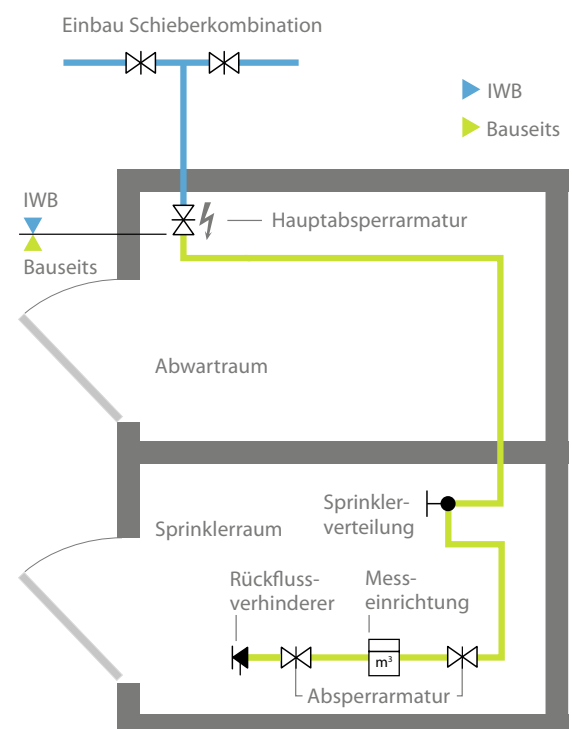 Einbau Schieberkombination
IWB
Bauseits
IWB
Bauseits
Hauptabsperrarmatur
Abwartraum
Sprinkler-
verteilung
Sprinklerraum
Rückfluss-
verhinderer
Mess-
einrichtung
m³
Absperrarmatur